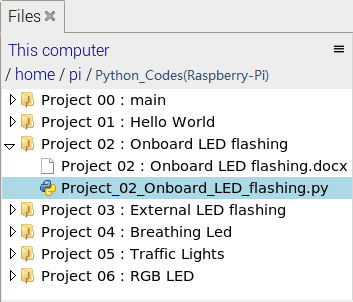 Files
This computer
/ home / pi / Python_Codes(Raspberry-Pi)
Project 00 : main
Project 01 : Hello World
Project 02 : Onboard LED flashing
Project 02 : Onboard LED flashing.docx
Project_02_Onboard_LED_flashing.py
Project 03 : External LED flashing
Project 04 : Breathing Led
Project 05 : Traffic Lights
Project 06 : RGB LED